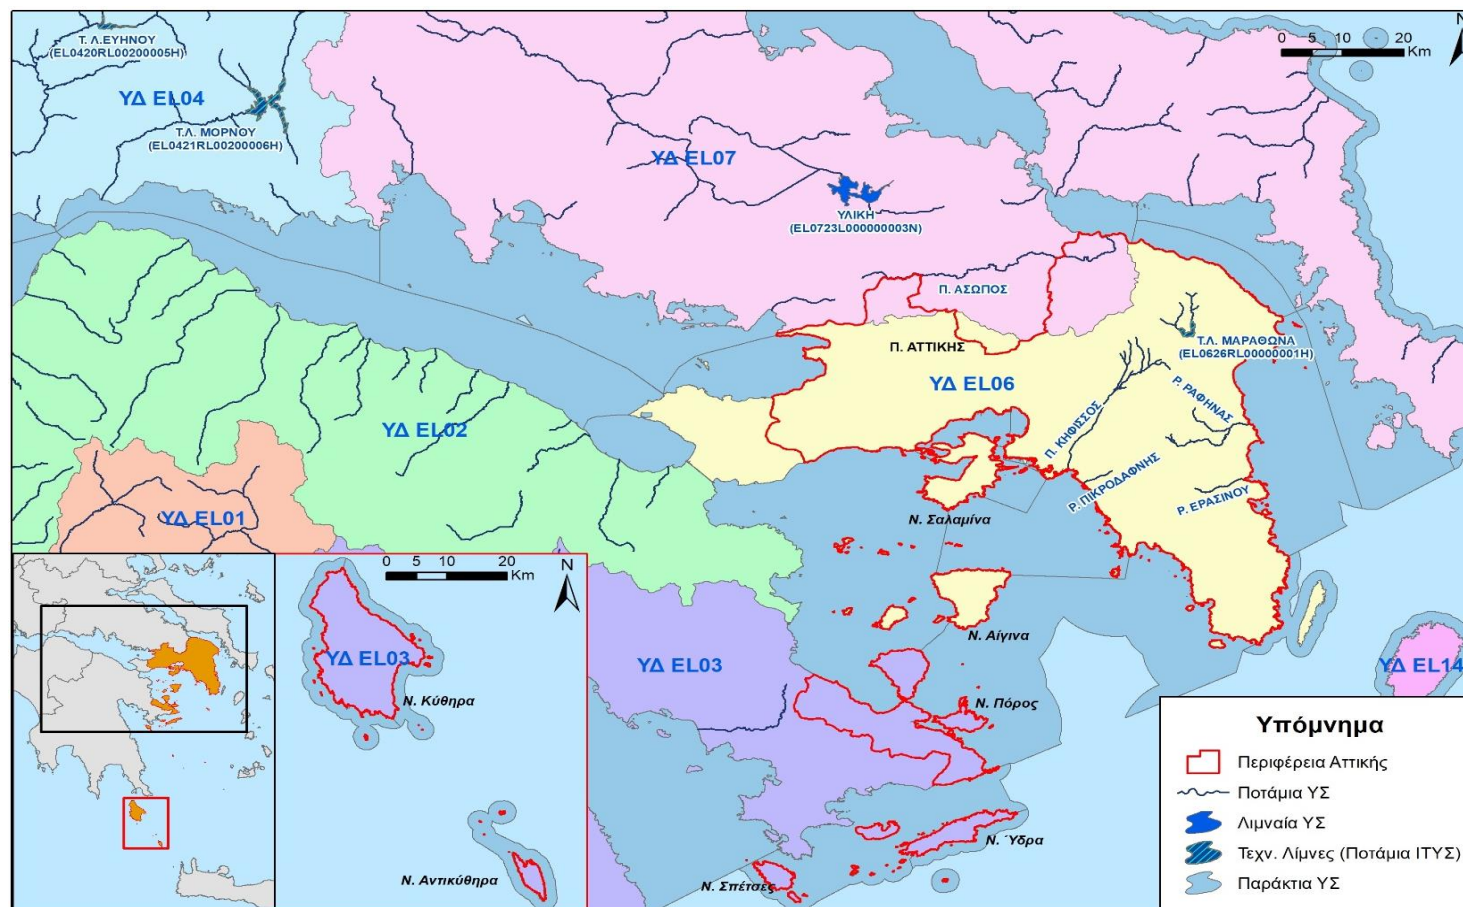 Τ. Λ.ΕΥΗΝΟΥ
(EL0420RL00200005H)
ΥΔ EL04
Τ.Λ. ΜΟΡΝΟΥ
(EL0421RL00200006H)
ΥΔ EL07
ΥΛΙΚΗ
(EL0723L000000003N)
0 5 10 20
Km
N
Π. ΑΣΩΠΟΣ
Π. ΑΤΤΙΚΗΣ
ΥΔ EL06
Τ.Λ. ΜΑΡΑΘΩΝΑ
(EL0626RL00000001H)
Ρ. ΡΑΦΗΝΑΣ
Π. ΚΗΦΙΣΣΟΣ
Ρ. ΠΙΚΡΟΔΑΦΝΗΣ
Ρ. ΕΡΑΣΙΝΟΥ
ΥΔ EL02
ΥΔ EL01
Ν. Σαλαμίνα
Ν. Αίγινα
0 5 10 20
Km
N
ΥΔ EL03
Ν. Κύθηρα
Ν. Αντικύθηρα
ΥΔ EL03
Ν. Πόρος
Ν. Ύδρα
Ν. Σπέτσες
ΥΔ EL14
Υπόμνημα
Περιφέρεια Αττικής
Ποτάμια ΥΣ
Λιμναία ΥΣ
Τεχν. Λίμνες (Ποτάμια ΙΤΥΣ)
Παράκτια ΥΣ